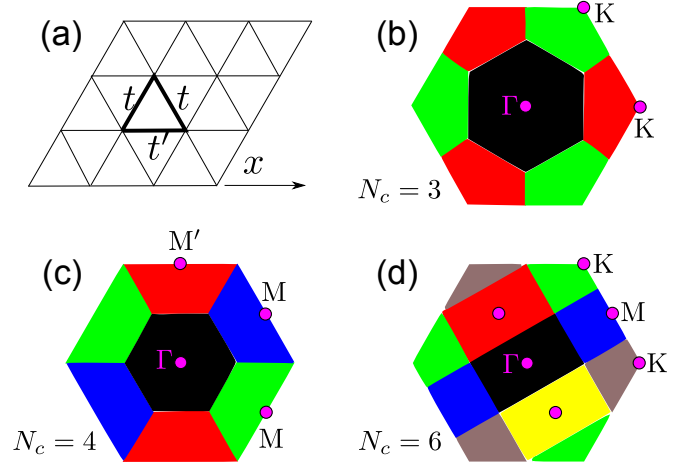 (a)
t
t
t′
x
(b)
K
Γ
K
N_c = 3
(c)
M′
M
Γ
M
N_c = 4
(d)
K
M
Γ
K
N_c = 6